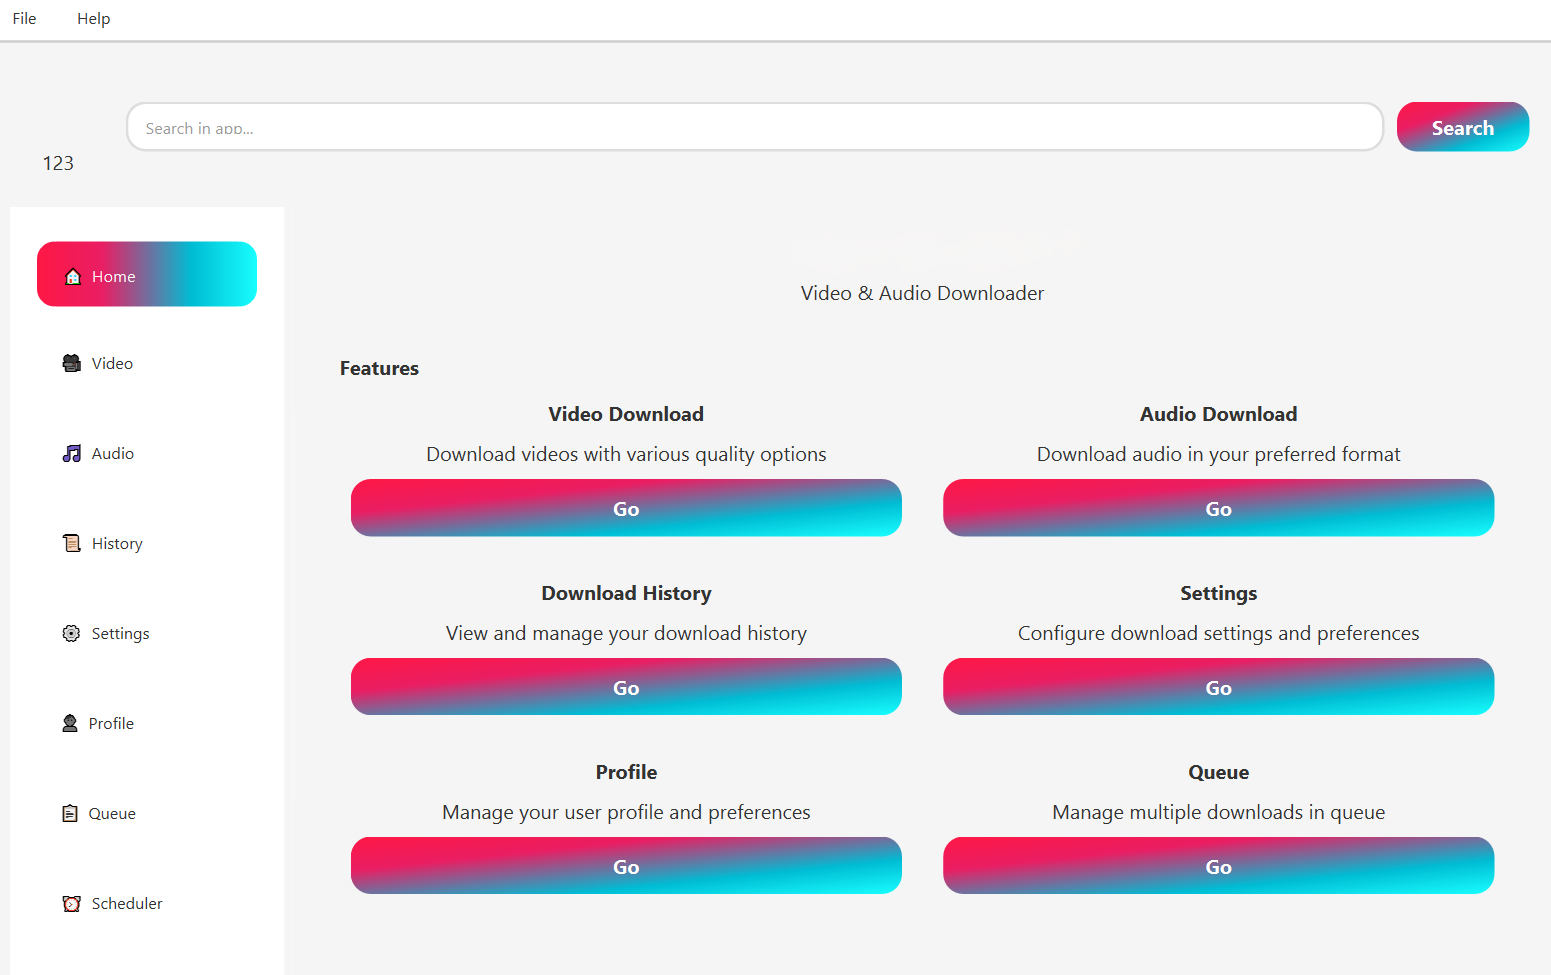 File Help
Search in app...
Search
123
Home
Video
Audio
History
Settings
Profile
Queue
Scheduler
Video & Audio Downloader
Features
Video Download
Download videos with various quality options
Go
Audio Download
Download audio in your preferred format
Go
Download History
View and manage your download history
Go
Settings
Configure download settings and preferences
Go
Profile
Manage your user profile and preferences
Go
Queue
Manage multiple downloads in queue
Go